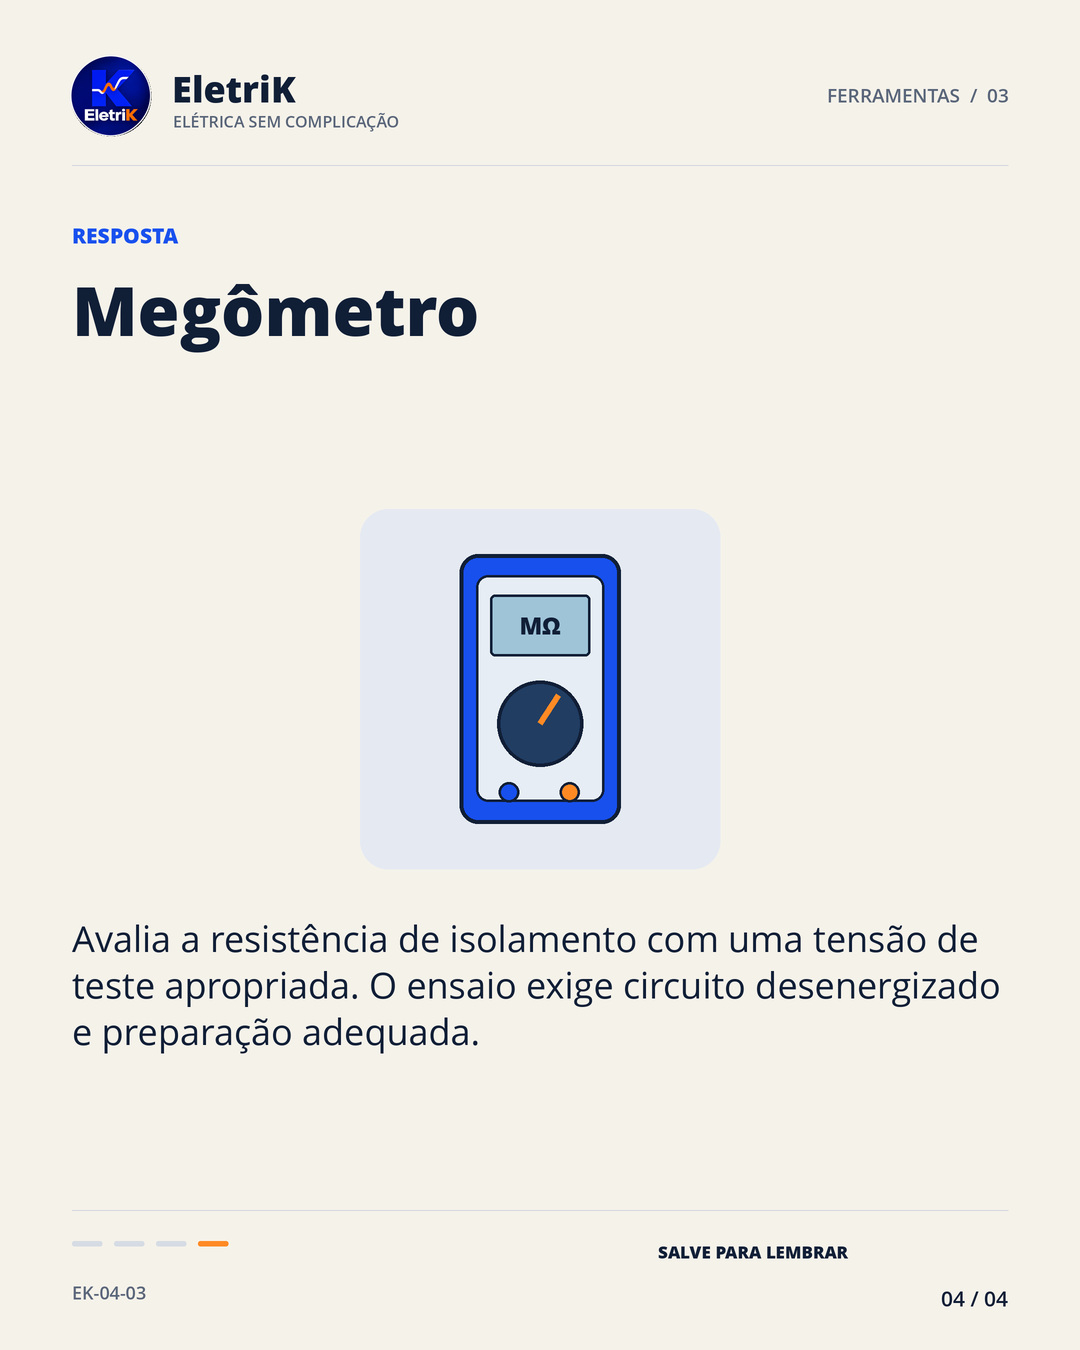 EletriK
EletriK
ELÉTRICA SEM COMPLICAÇÃO
FERRAMENTAS / 03
RESPOSTA
Megômetro
MΩ
Avalia a resistência de isolamento com uma tensão de
teste apropriada. O ensaio exige circuito desenergizado
e preparação adequada.
SALVE PARA LEMBRAR
EK-04-03
04 / 04